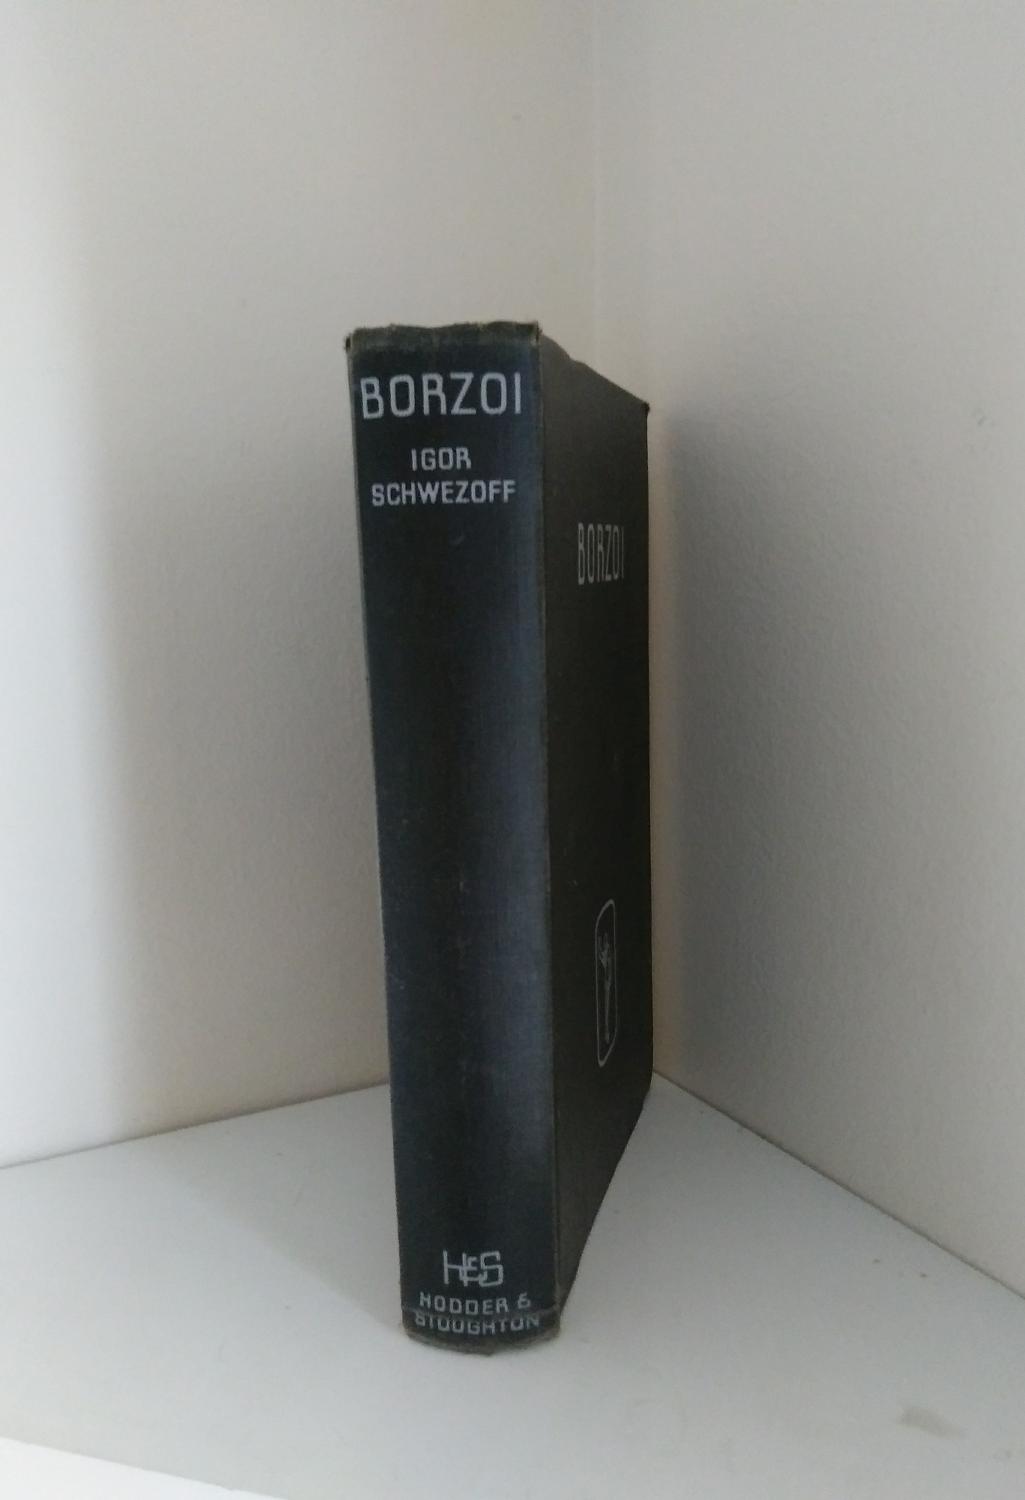 BORZOI
IGOR
SCHWEZOFF
H&S
HODDER &
STOUGHTON
BORZOI